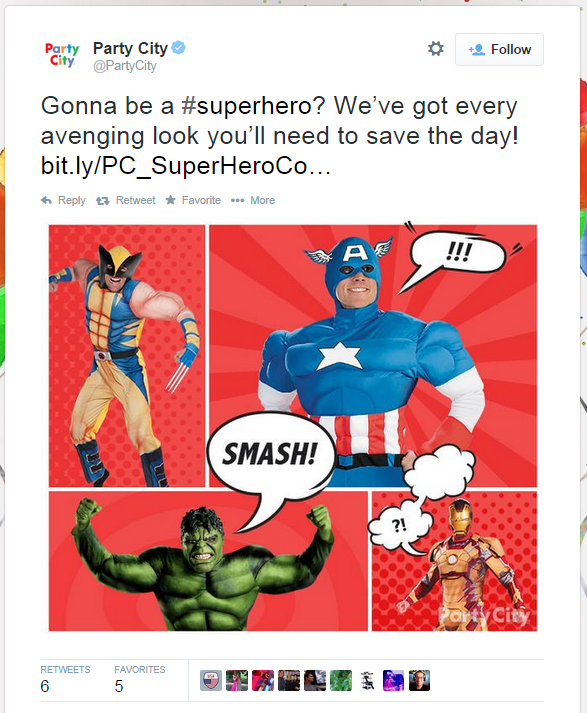 Party City
Party City
@PartyCity
Follow
Gonna be a #superhero? We've got every
avenging look you'll need to save the day!
bit.ly/PC_SuperHeroCo…
Reply Retweet Favorite ••• More
A
!!!
SMASH!
?!
Party City
RETWEETS FAVORITES
6 5